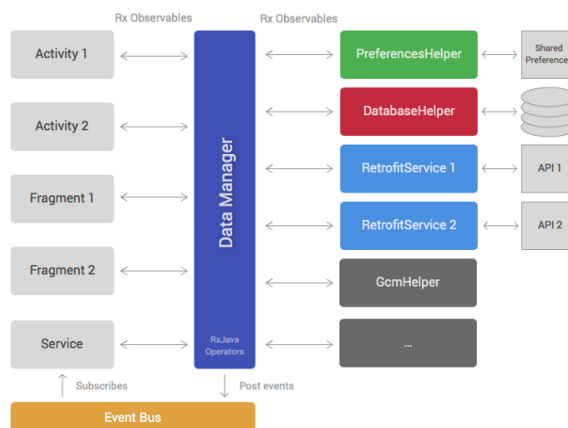 Rx Observables
Rx Observables
Activity 1
Activity 2
Fragment 1
Fragment 2
Service
Data Manager
RxJava
Operators
PreferencesHelper
DatabaseHelper
RetrofitService 1
RetrofitService 2
GcmHelper
...
Shared
Preference
API 1
API 2
Subscribes
Post events
Event Bus